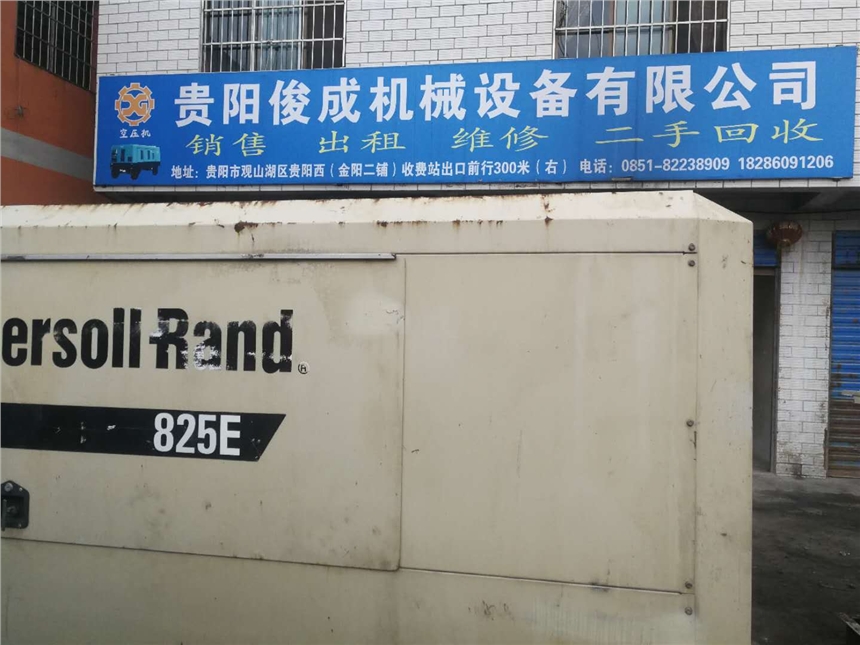 贵阳俊成机械设备有限公司
空压机
销售 出租 维修 二手回收
地址：贵阳市观山湖区贵阳西（金阳二铺）收费站出口前行300米（右） 电话：0851-82238909 18286091206
ersoll-Rand®
825E